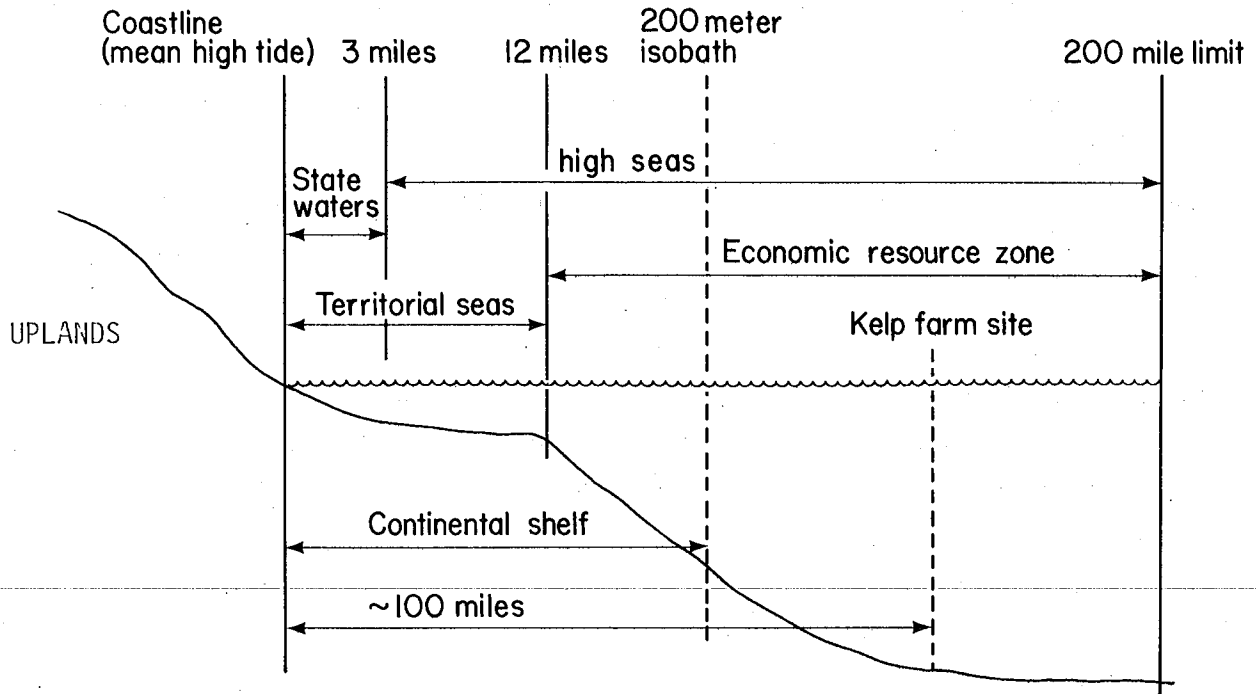 Coastline
(mean high tide)
3 miles
12 miles
200 meter
isobath
200 mile limit
high seas
State
waters
Economic resource zone
Territorial seas
Kelp farm site
UPLANDS
Continental shelf
~100 miles